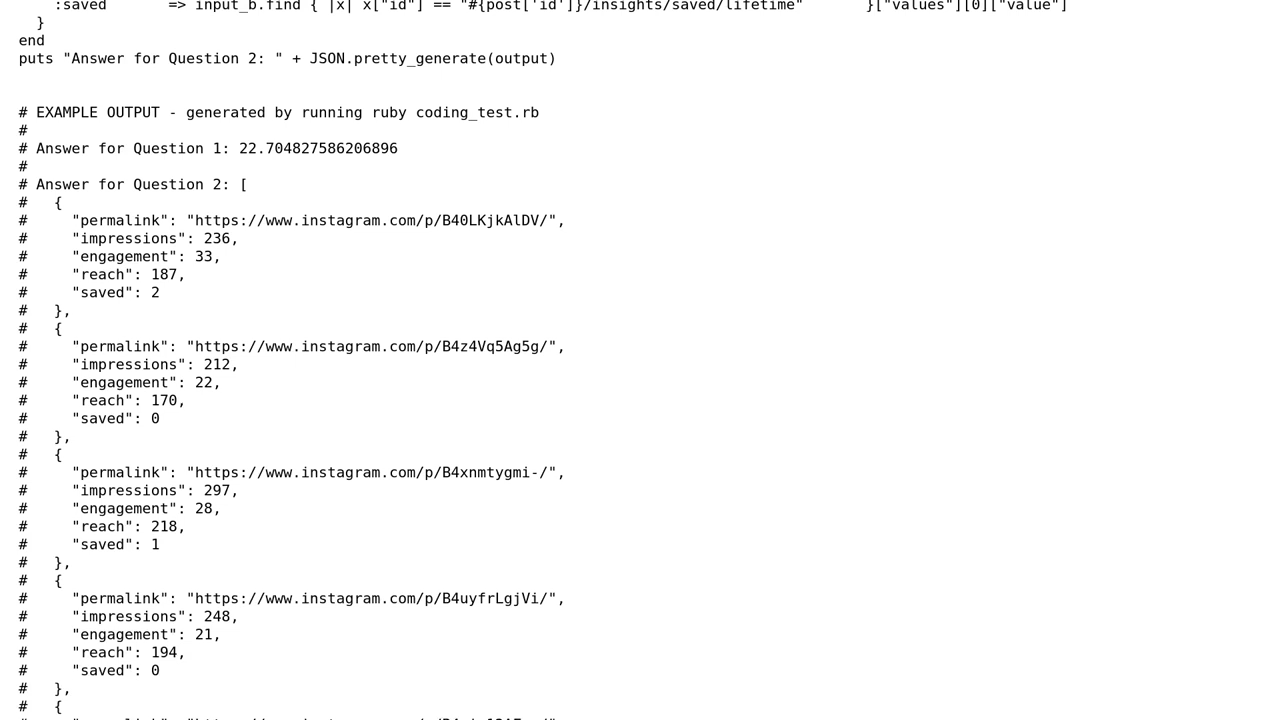 :saved       => input_b.find { |x| x["id"] == "#{post['id']}/insights/saved/lifetime"       }["values"][0]["value"]
  }
end
puts "Answer for Question 2: " + JSON.pretty_generate(output)
# EXAMPLE OUTPUT - generated by running ruby coding_test.rb
#
# Answer for Question 1: 22.704827586206896
#
# Answer for Question 2: [
#   {
#     "permalink": "https://www.instagram.com/p/B40LKjkAlDV/",
#     "impressions": 236,
#     "engagement": 33,
#     "reach": 187,
#     "saved": 2
#   },
#   {
#     "permalink": "https://www.instagram.com/p/B4z4Vq5Ag5g/",
#     "impressions": 212,
#     "engagement": 22,
#     "reach": 170,
#     "saved": 0
#   },
#   {
#     "permalink": "https://www.instagram.com/p/B4xnmtygmi-/",
#     "impressions": 297,
#     "engagement": 28,
#     "reach": 218,
#     "saved": 1
#   },
#   {
#     "permalink": "https://www.instagram.com/p/B4uyfrLgjVi/",
#     "impressions": 248,
#     "engagement": 21,
#     "reach": 194,
#     "saved": 0
#   },
#   {